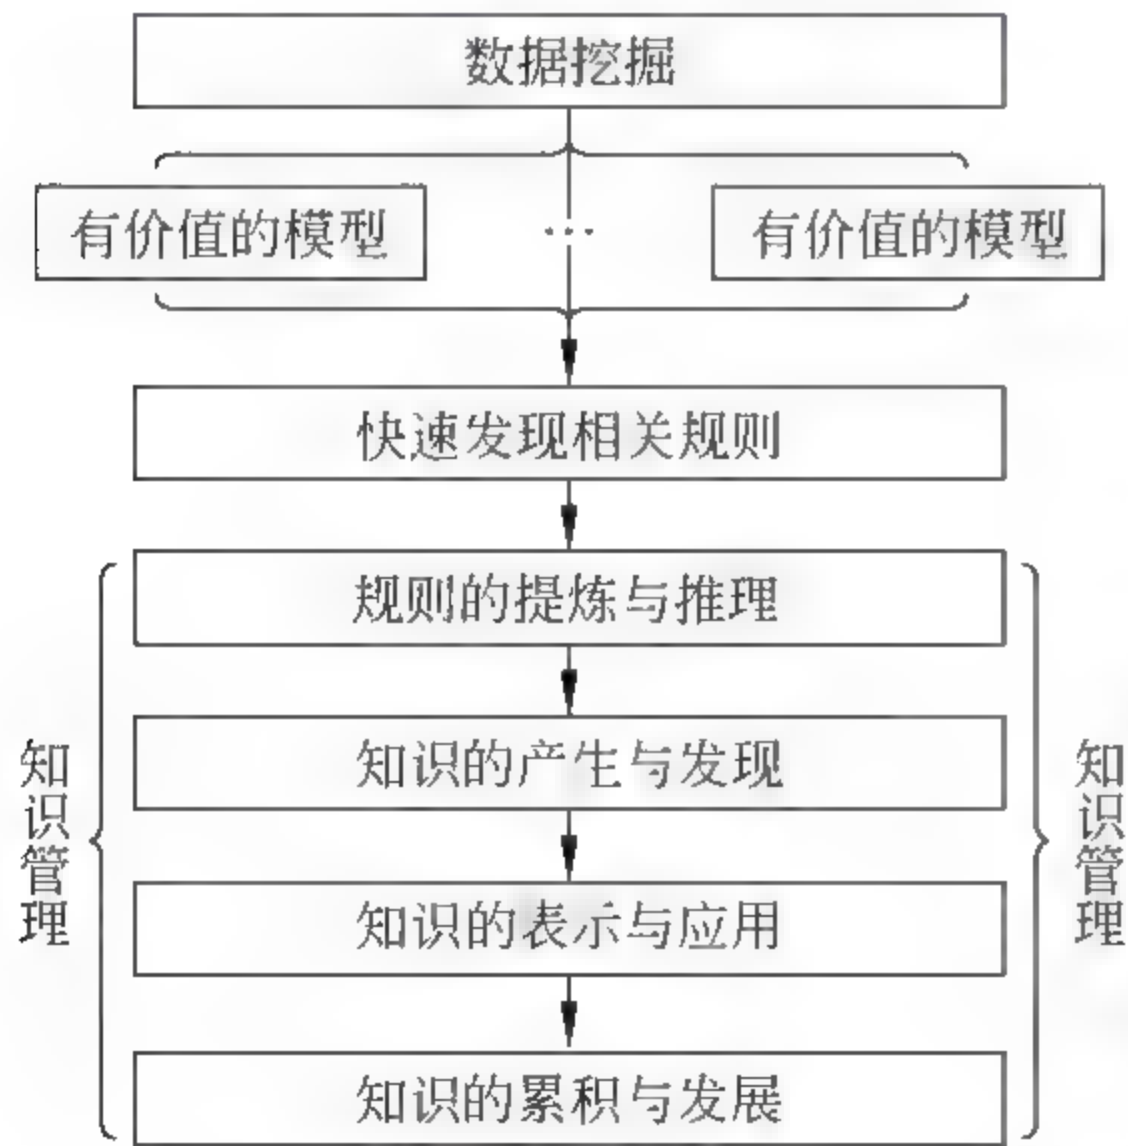 数据挖掘
有价值的模型
…
有价值的模型
快速发现相关规则
规则的提炼与推理
知识的产生与发现
知识管理
知识管理
知识的表示与应用
知识的累积与发展